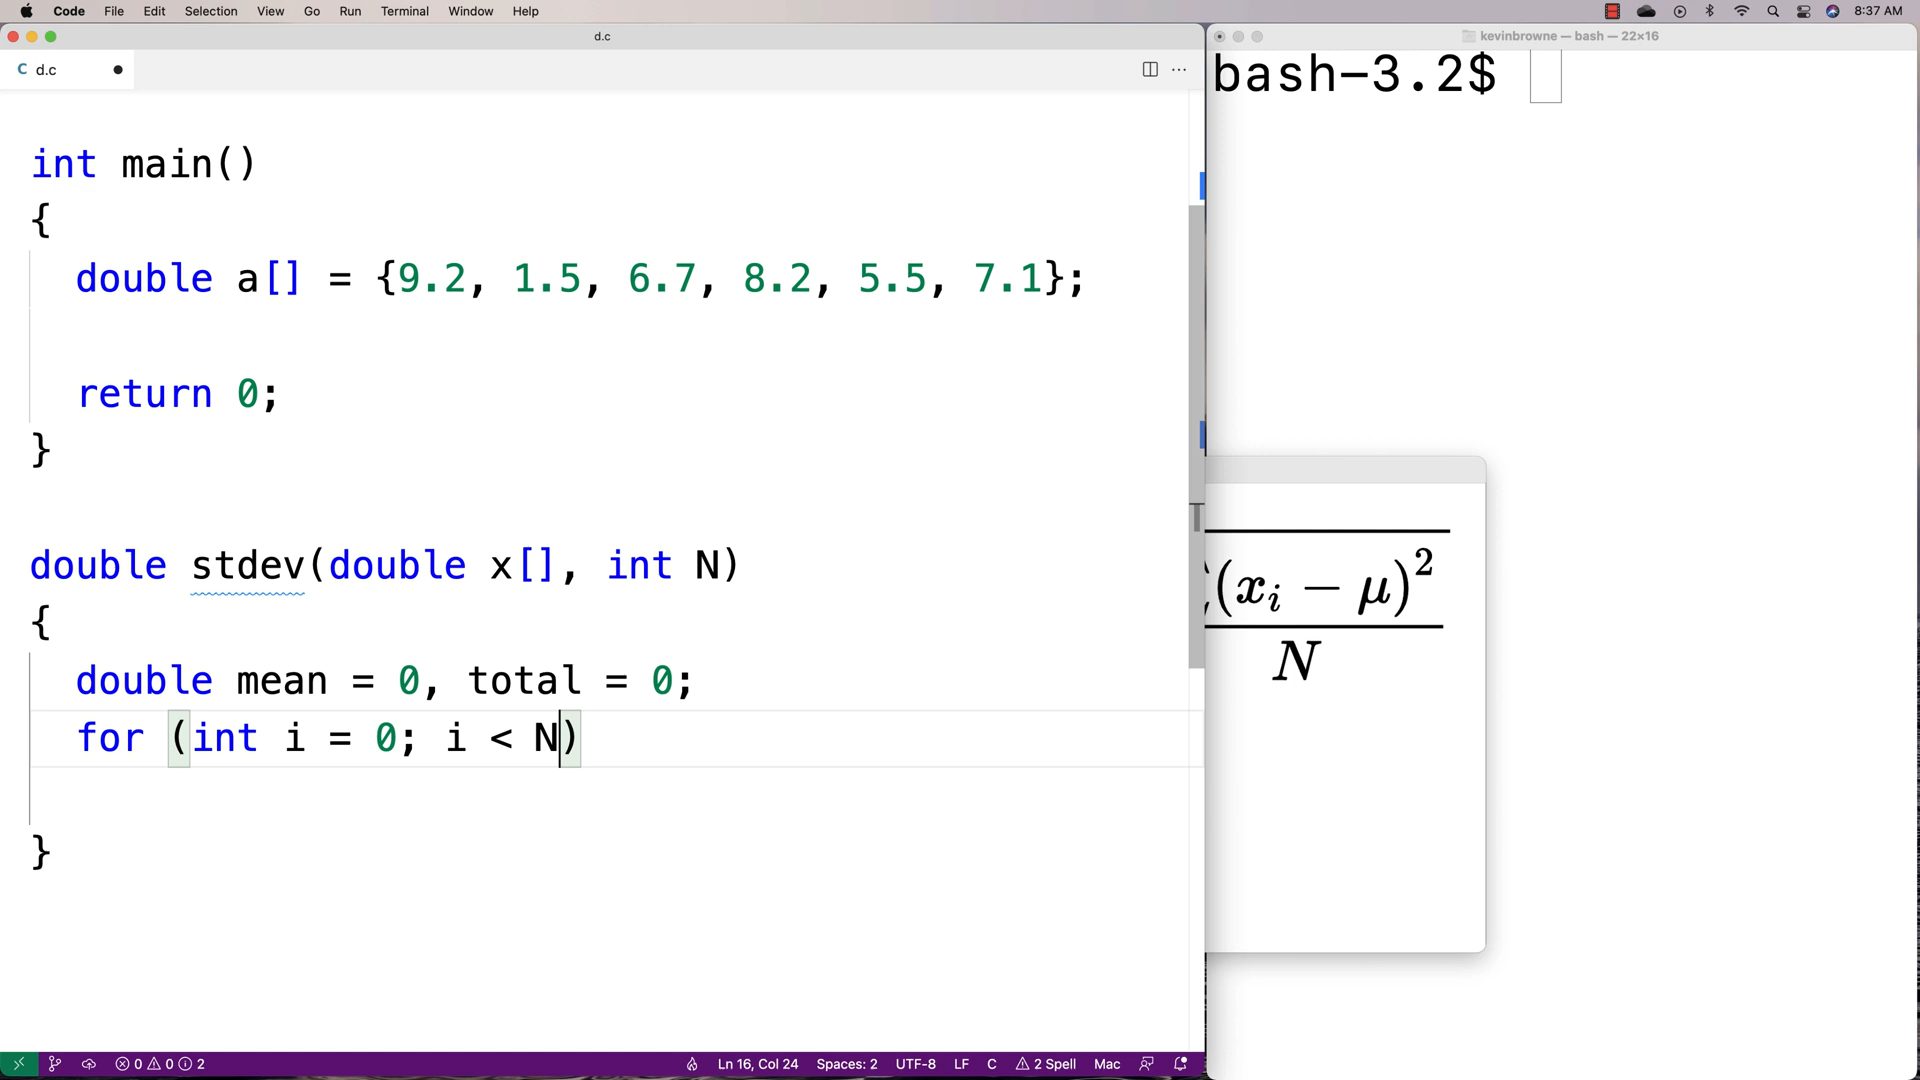 Code File Edit Selection View Go Run Terminal Window Help
8:37 AM
d.c
kevinbrowne — bash — 22×16
C d.c
bash-3.2$
int main()
{
double a[] = {9.2, 1.5, 6.7, 8.2, 5.5, 7.1};
return 0;
}
double stdev(double x[], int N)
{
double mean = 0, total = 0;
for (int i = 0; i < N)
}
(xᵢ − μ)²
N
0 0 2
Ln 16, Col 24 Spaces: 2 UTF-8 LF C 2 Spell Mac